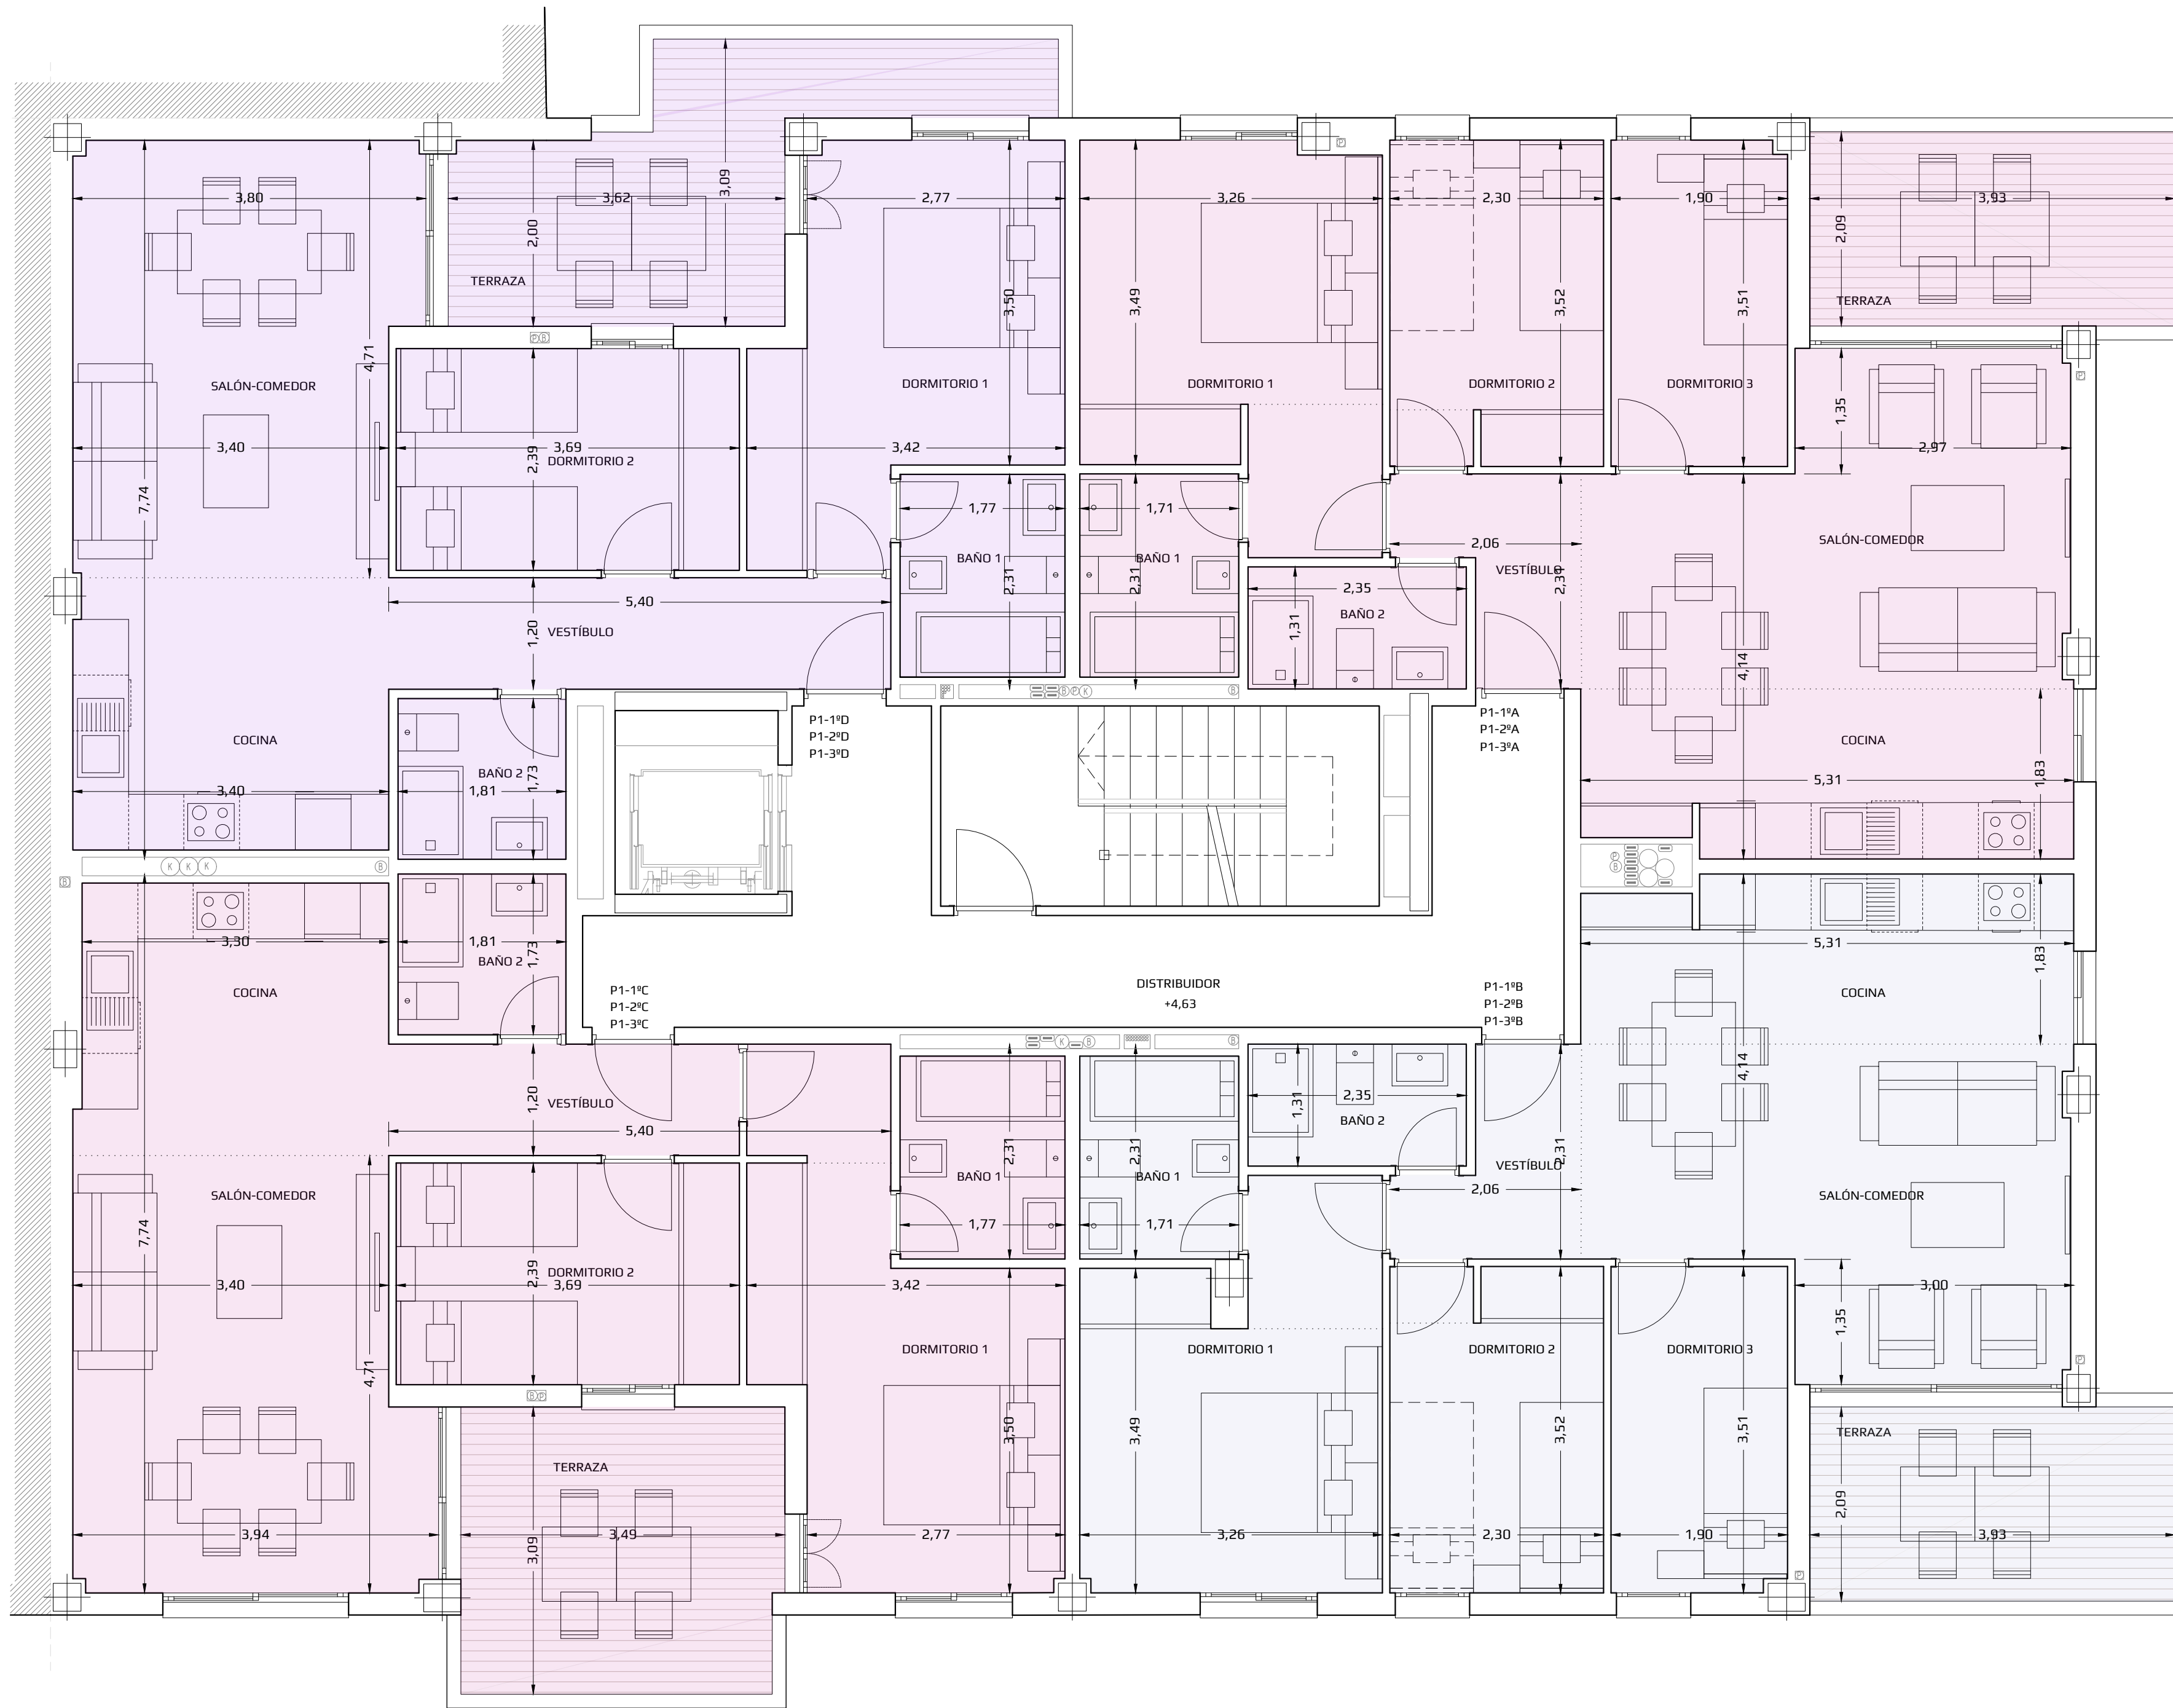 3,09
3,80
3,62
2,77
3,26
2,30
1,90
3,93
2,00
2,09
TERRAZA
TERRAZA
3,50
3,49
3,52
3,51
4,71
SALÓN-COMEDOR
DORMITORIO 1
DORMITORIO 1
DORMITORIO 2
DORMITORIO 3
1,35
3,40
3,69
3,42
2,97
2,39
DORMITORIO 2
7,74
1,77
1,71
2,06
SALÓN-COMEDOR
BAÑO 1
BAÑO 1
VESTÍBULO
2,31
2,31
2,31
2,35
5,40
1,31
BAÑO 2
1,20
VESTÍBULO
4,14
P B
B P K
B
P
P
P1-1ºD
P1-2ºD
P1-3ºD
P1-1ºA
P1-2ºA
P1-3ºA
COCINA
COCINA
BAÑO 2
1,73
5,31
1,83
3,40
1,81
K K K
B
B
P
B
3,30
1,81
5,31
1,73
BAÑO 2
1,83
COCINA
P1-1ºC
P1-2ºC
P1-3ºC
DISTRIBUIDOR
+4,63
P1-1ºB
P1-2ºB
P1-3ºB
COCINA
K B
B
4,14
1,20
VESTÍBULO
1,31
2,35
BAÑO 2
5,40
2,31
2,31
2,31
VESTÍBULO
BAÑO 1
BAÑO 1
2,06
SALÓN-COMEDOR
SALÓN-COMEDOR
1,77
1,71
7,74
2,39
DORMITORIO 2
3,40
3,69
3,42
3,00
1,35
DORMITORIO 1
DORMITORIO 1
DORMITORIO 2
DORMITORIO 3
P
4,71
B P
3,50
3,49
3,52
3,51
TERRAZA
TERRAZA
2,09
3,94
3,49
2,77
3,26
2,30
1,90
3,93
3,09
P